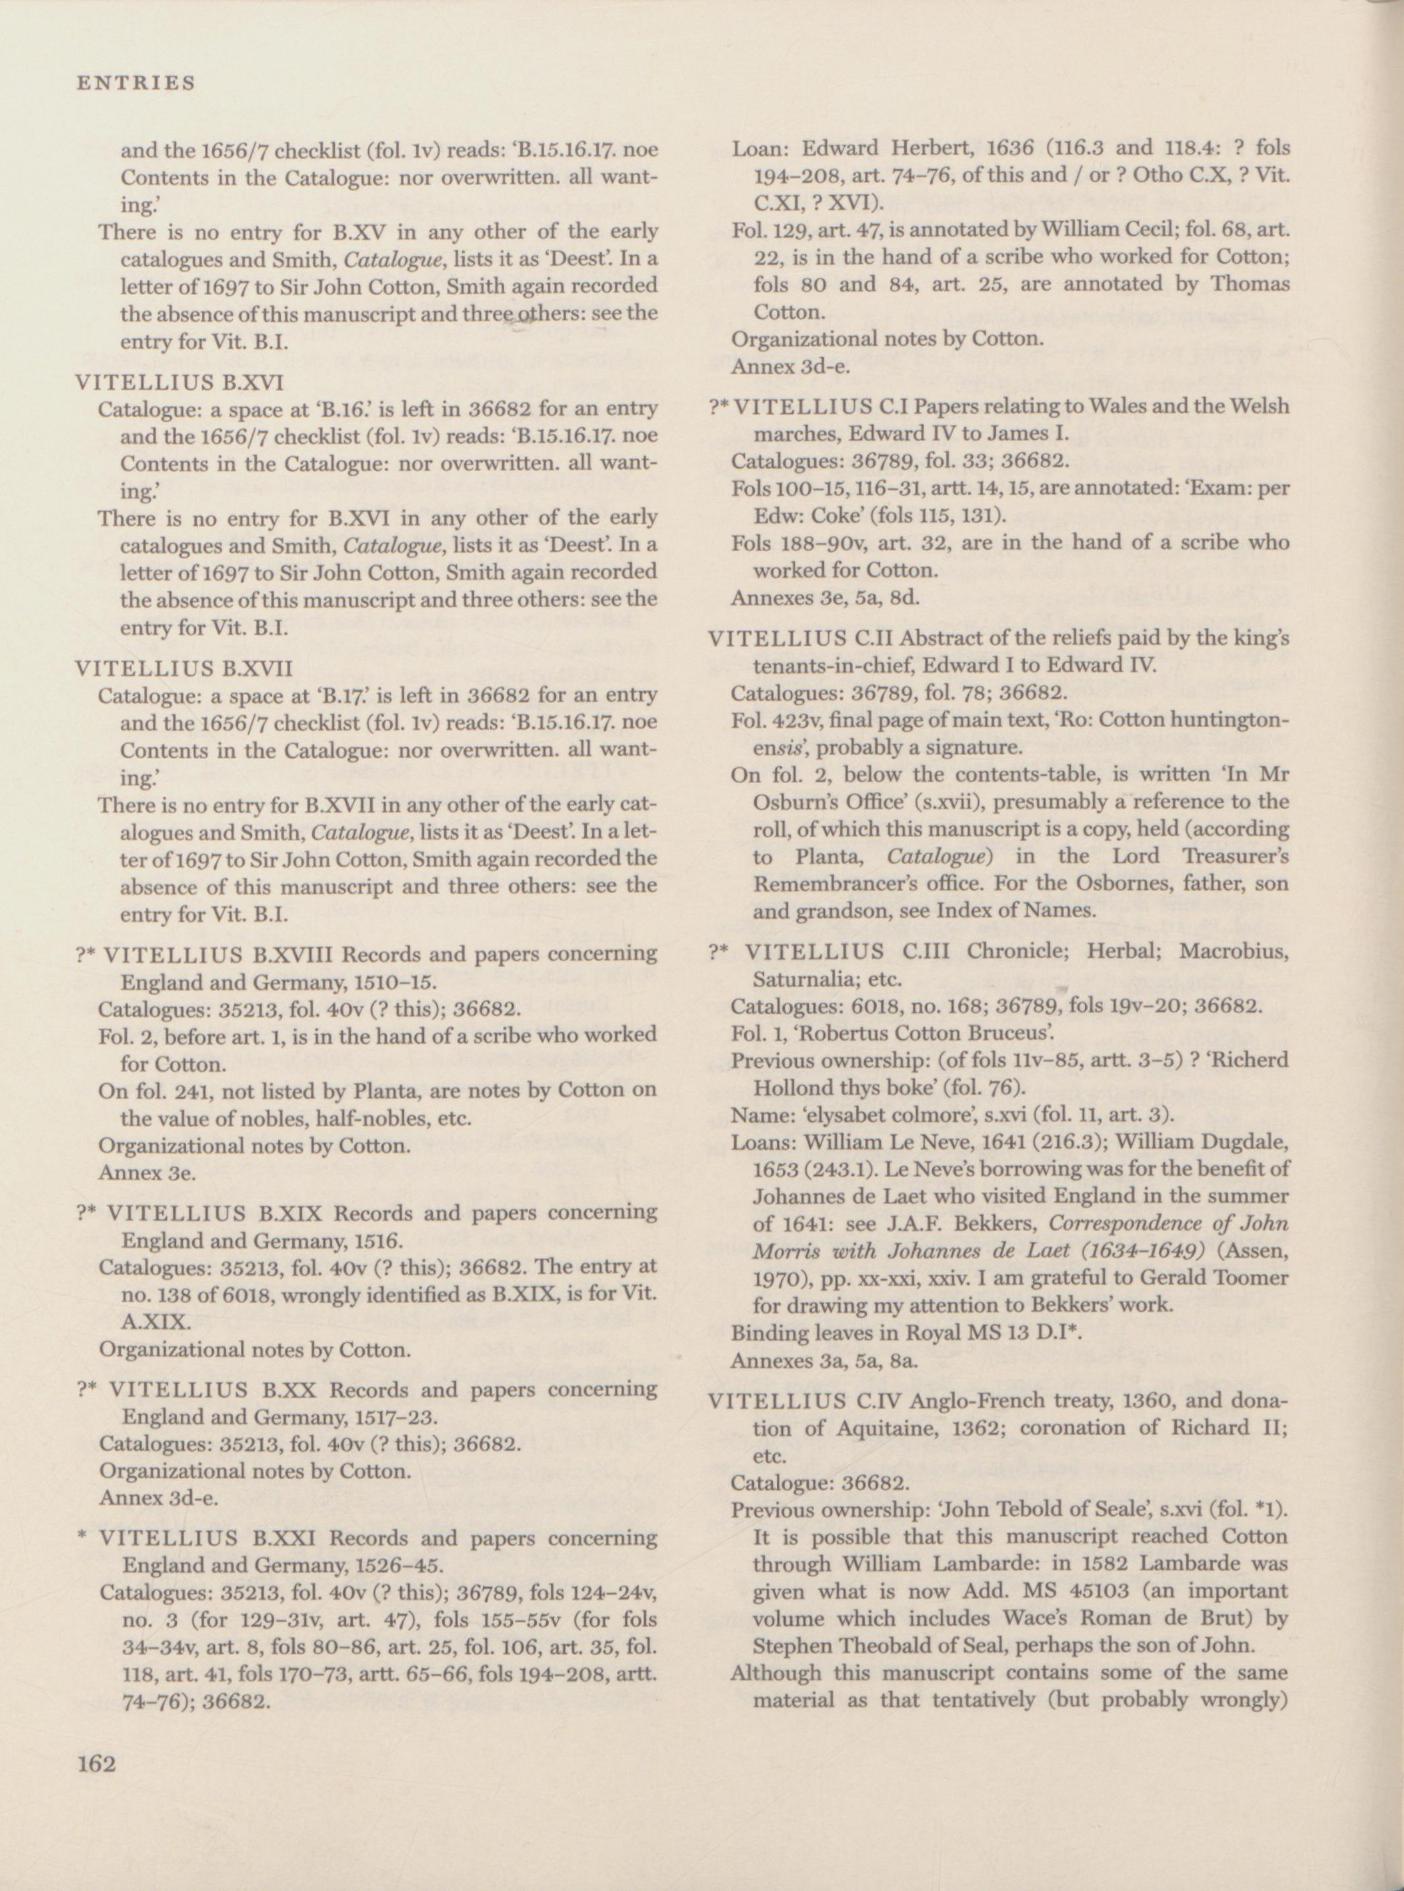 ENTRIES
and the 1656/7 checklist (fol. 1v) reads: ‘B.15.16.17. noe
Contents in the Catalogue: nor overwritten. all want-
ing.’
There is no entry for B.XV in any other of the early
catalogues and Smith, Catalogue, lists it as ‘Deest’. In a
letter of 1697 to Sir John Cotton, Smith again recorded
the absence of this manuscript and three others: see the
entry for Vit. B.I.
VITELLIUS B.XVI
Catalogue: a space at ‘B.16.’ is left in 36682 for an entry
and the 1656/7 checklist (fol. 1v) reads: ‘B.15.16.17. noe
Contents in the Catalogue: nor overwritten. all want-
ing.’
There is no entry for B.XVI in any other of the early
catalogues and Smith, Catalogue, lists it as ‘Deest’. In a
letter of 1697 to Sir John Cotton, Smith again recorded
the absence of this manuscript and three others: see the
entry for Vit. B.I.
VITELLIUS B.XVII
Catalogue: a space at ‘B.17.’ is left in 36682 for an entry
and the 1656/7 checklist (fol. 1v) reads: ‘B.15.16.17. noe
Contents in the Catalogue: nor overwritten. all want-
ing.’
There is no entry for B.XVII in any other of the early cat-
alogues and Smith, Catalogue, lists it as ‘Deest’. In a let-
ter of 1697 to Sir John Cotton, Smith again recorded the
absence of this manuscript and three others: see the
entry for Vit. B.I.
?* VITELLIUS B.XVIII Records and papers concerning
England and Germany, 1510–15.
Catalogues: 35213, fol. 40v (? this); 36682.
Fol. 2, before art. 1, is in the hand of a scribe who worked
for Cotton.
On fol. 241, not listed by Planta, are notes by Cotton on
the value of nobles, half-nobles, etc.
Organizational notes by Cotton.
Annex 3e.
?* VITELLIUS B.XIX Records and papers concerning
England and Germany, 1516.
Catalogues: 35213, fol. 40v (? this); 36682. The entry at
no. 138 of 6018, wrongly identified as B.XIX, is for Vit.
A.XIX.
Organizational notes by Cotton.
?* VITELLIUS B.XX Records and papers concerning
England and Germany, 1517–23.
Catalogues: 35213, fol. 40v (? this); 36682.
Organizational notes by Cotton.
Annex 3d-e.
* VITELLIUS B.XXI Records and papers concerning
England and Germany, 1526–45.
Catalogues: 35213, fol. 40v (? this); 36789, fols 124–24v,
no. 3 (for 129–31v, art. 47), fols 155–55v (for fols
34–34v, art. 8, fols 80–86, art. 25, fol. 106, art. 35, fol.
118, art. 41, fols 170–73, artt. 65–66, fols 194–208, artt.
74–76); 36682.
Loan: Edward Herbert, 1636 (116.3 and 118.4: ? fols
194–208, art. 74–76, of this and / or ? Otho C.X, ? Vit.
C.XI, ? XVI).
Fol. 129, art. 47, is annotated by William Cecil; fol. 68, art.
22, is in the hand of a scribe who worked for Cotton;
fols 80 and 84, art. 25, are annotated by Thomas
Cotton.
Organizational notes by Cotton.
Annex 3d-e.
?* VITELLIUS C.I Papers relating to Wales and the Welsh
marches, Edward IV to James I.
Catalogues: 36789, fol. 33; 36682.
Fols 100–15, 116–31, artt. 14, 15, are annotated: ‘Exam: per
Edw: Coke’ (fols 115, 131).
Fols 188–90v, art. 32, are in the hand of a scribe who
worked for Cotton.
Annexes 3e, 5a, 8d.
VITELLIUS C.II Abstract of the reliefs paid by the king’s
tenants-in-chief, Edward I to Edward IV.
Catalogues: 36789, fol. 78; 36682.
Fol. 423v, final page of main text, ‘Ro: Cotton huntington-
ensis’, probably a signature.
On fol. 2, below the contents-table, is written ‘In Mr
Osburn’s Office’ (s.xvii), presumably a reference to the
roll, of which this manuscript is a copy, held (according
to Planta, Catalogue) in the Lord Treasurer’s
Remembrancer’s office. For the Osbornes, father, son
and grandson, see Index of Names.
?* VITELLIUS C.III Chronicle; Herbal; Macrobius,
Saturnalia; etc.
Catalogues: 6018, no. 168; 36789, fols 19v–20; 36682.
Fol. 1, ‘Robertus Cotton Bruceus’.
Previous ownership: (of fols 11v–85, artt. 3–5) ? ‘Richerd
Hollond thys boke’ (fol. 76).
Name: ‘elysabet colmore’, s.xvi (fol. 11, art. 3).
Loans: William Le Neve, 1641 (216.3); William Dugdale,
1653 (243.1). Le Neve’s borrowing was for the benefit of
Johannes de Laet who visited England in the summer
of 1641: see J.A.F. Bekkers, Correspondence of John
Morris with Johannes de Laet (1634–1649) (Assen,
1970), pp. xx-xxi, xxiv. I am grateful to Gerald Toomer
for drawing my attention to Bekkers’ work.
Binding leaves in Royal MS 13 D.I*.
Annexes 3a, 5a, 8a.
VITELLIUS C.IV Anglo-French treaty, 1360, and dona-
tion of Aquitaine, 1362; coronation of Richard II;
etc.
Catalogue: 36682.
Previous ownership: ‘John Tebold of Seale’, s.xvi (fol. *1).
It is possible that this manuscript reached Cotton
through William Lambarde: in 1582 Lambarde was
given what is now Add. MS 45103 (an important
volume which includes Wace’s Roman de Brut) by
Stephen Theobald of Seal, perhaps the son of John.
Although this manuscript contains some of the same
material as that tentatively (but probably wrongly)
162